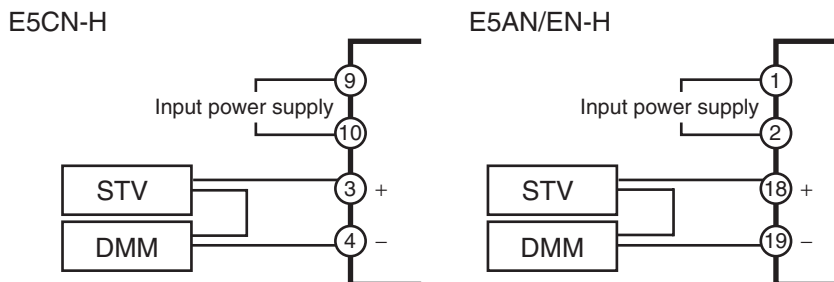 E5CN-H
9
Input power supply
10
STV
3 +
DMM
4 −
E5AN/EN-H
1
Input power supply
2
STV
18 +
DMM
19 −